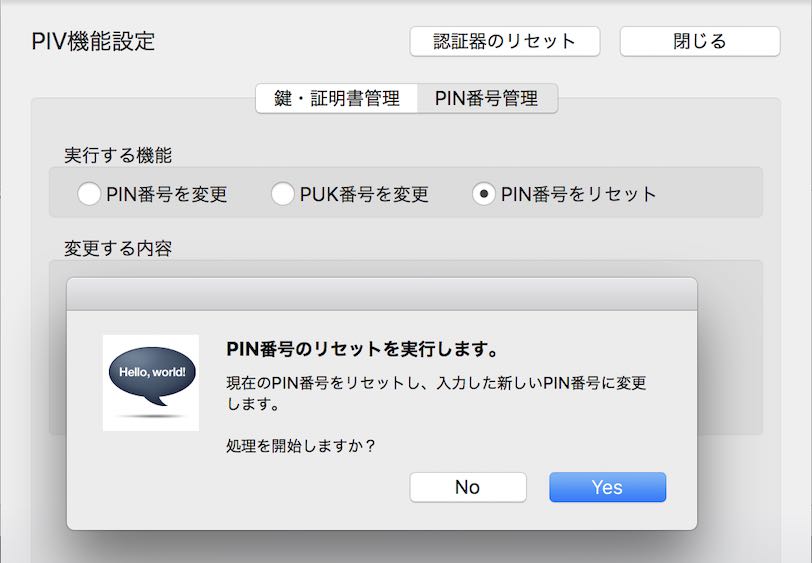 PIV機能設定
認証器のリセット
閉じる
鍵・証明書管理
PIN番号管理
実行する機能
PIN番号を変更
PUK番号を変更
PIN番号をリセット
変更する内容
Hello, world!
PIN番号のリセットを実行します。
現在のPIN番号をリセットし、入力した新しいPIN番号に変更
します。
処理を開始しますか？
No
Yes